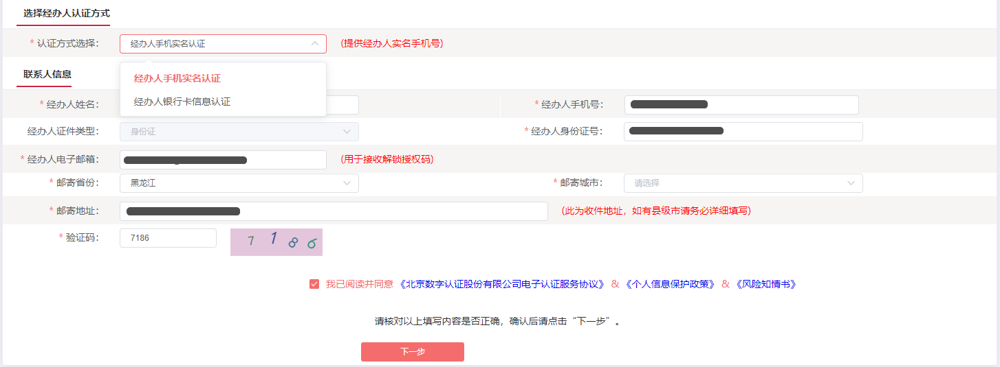 选择经办人认证方式
* 认证方式选择： 经办人手机实名认证 (提供经办人实名手机号)
经办人手机实名认证
经办人银行卡信息认证
联系人信息
* 经办人姓名： * 经办人手机号：
经办人证件类型： 身份证 * 经办人身份证号：
* 经办人电子邮箱： (用于接收解锁授权码)
* 邮寄省份： 黑龙江 * 邮寄城市： 请选择
* 邮寄地址： (此为收件地址，如有县级市请务必详细填写)
* 验证码： 7186 7186
我已阅读并同意 《北京数字认证股份有限公司电子认证服务协议》 & 《个人信息保护政策》 & 《风险知情书》
请核对以上填写内容是否正确，确认后请点击“下一步”。
下一步